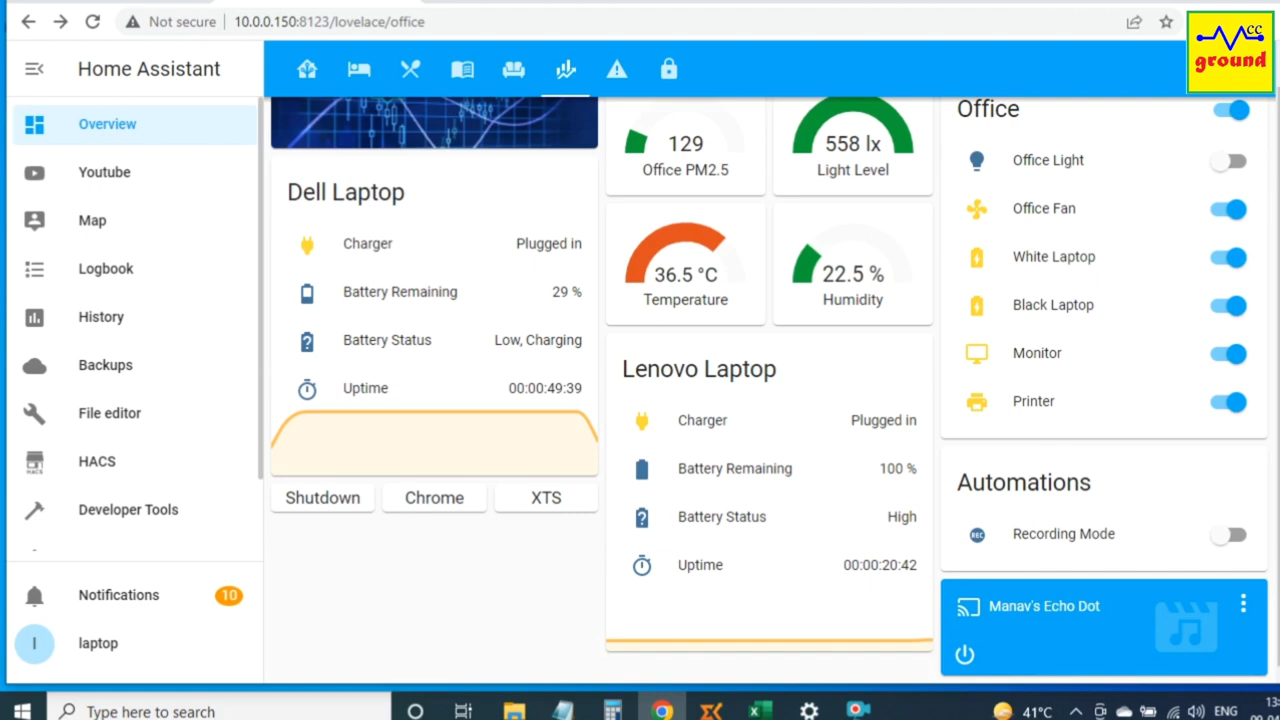 Not secure
10.0.0.150:8123/lovelace/office
cc
ground
Home Assistant
Overview
Youtube
Map
Logbook
History
Backups
File editor
HACS
HACS
Developer Tools
Notifications
10
l
laptop
Dell Laptop
Charger
Plugged in
Battery Remaining
29 %
Battery Status
Low, Charging
Uptime
00:00:49:39
Shutdown
Chrome
XTS
129
Office PM2.5
558 lx
Light Level
36.5 °C
Temperature
22.5 %
Humidity
Lenovo Laptop
Charger
Plugged in
Battery Remaining
100 %
Battery Status
High
Uptime
00:00:20:42
Office
Office Light
Office Fan
White Laptop
Black Laptop
Monitor
Printer
Automations
REC
Recording Mode
Manav's Echo Dot
Type here to search
41°C
ENG